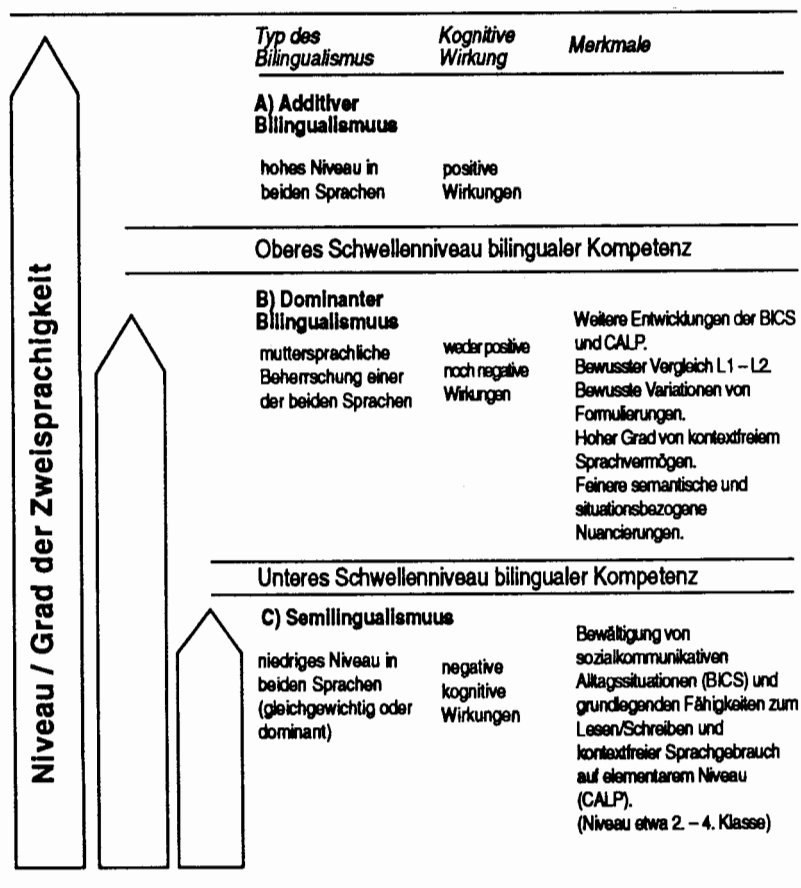 Niveau / Grad der Zweisprachigkeit
Typ des Bilingualismus
Kognitive Wirkung
Merkmale
A) Additiver
Bilingualismuus
hohes Niveau in
beiden Sprachen
positive
Wirkungen
Oberes Schwellenniveau bilingualer Kompetenz
B) Dominanter
Bilingualismuus
muttersprachliche
Beherrschung einer
der beiden Sprachen
weder positive
noch negative
Wirkungen
Weitere Entwicklungen der BICS
und CALP.
Bewusster Vergleich L1 – L2.
Bewusste Variationen von
Formulierungen.
Hoher Grad von kontextfreiem
Sprachvermögen.
Feinere semantische und
situationsbezogene
Nuancierungen.
Unteres Schwellenniveau bilingualer Kompetenz
C) Semilingualismuus
niedriges Niveau in
beiden Sprachen
(gleichgewichtig oder
dominant)
negative
kognitive
Wirkungen
Bewältigung von
sozialkommunikativen
Alltagssituationen (BICS) und
grundlegenden Fähigkeiten zum
Lesen/Schreiben und
kontextfreier Sprachgebrauch
auf elementarem Niveau
(CALP).
(Niveau etwa 2. – 4. Klasse)